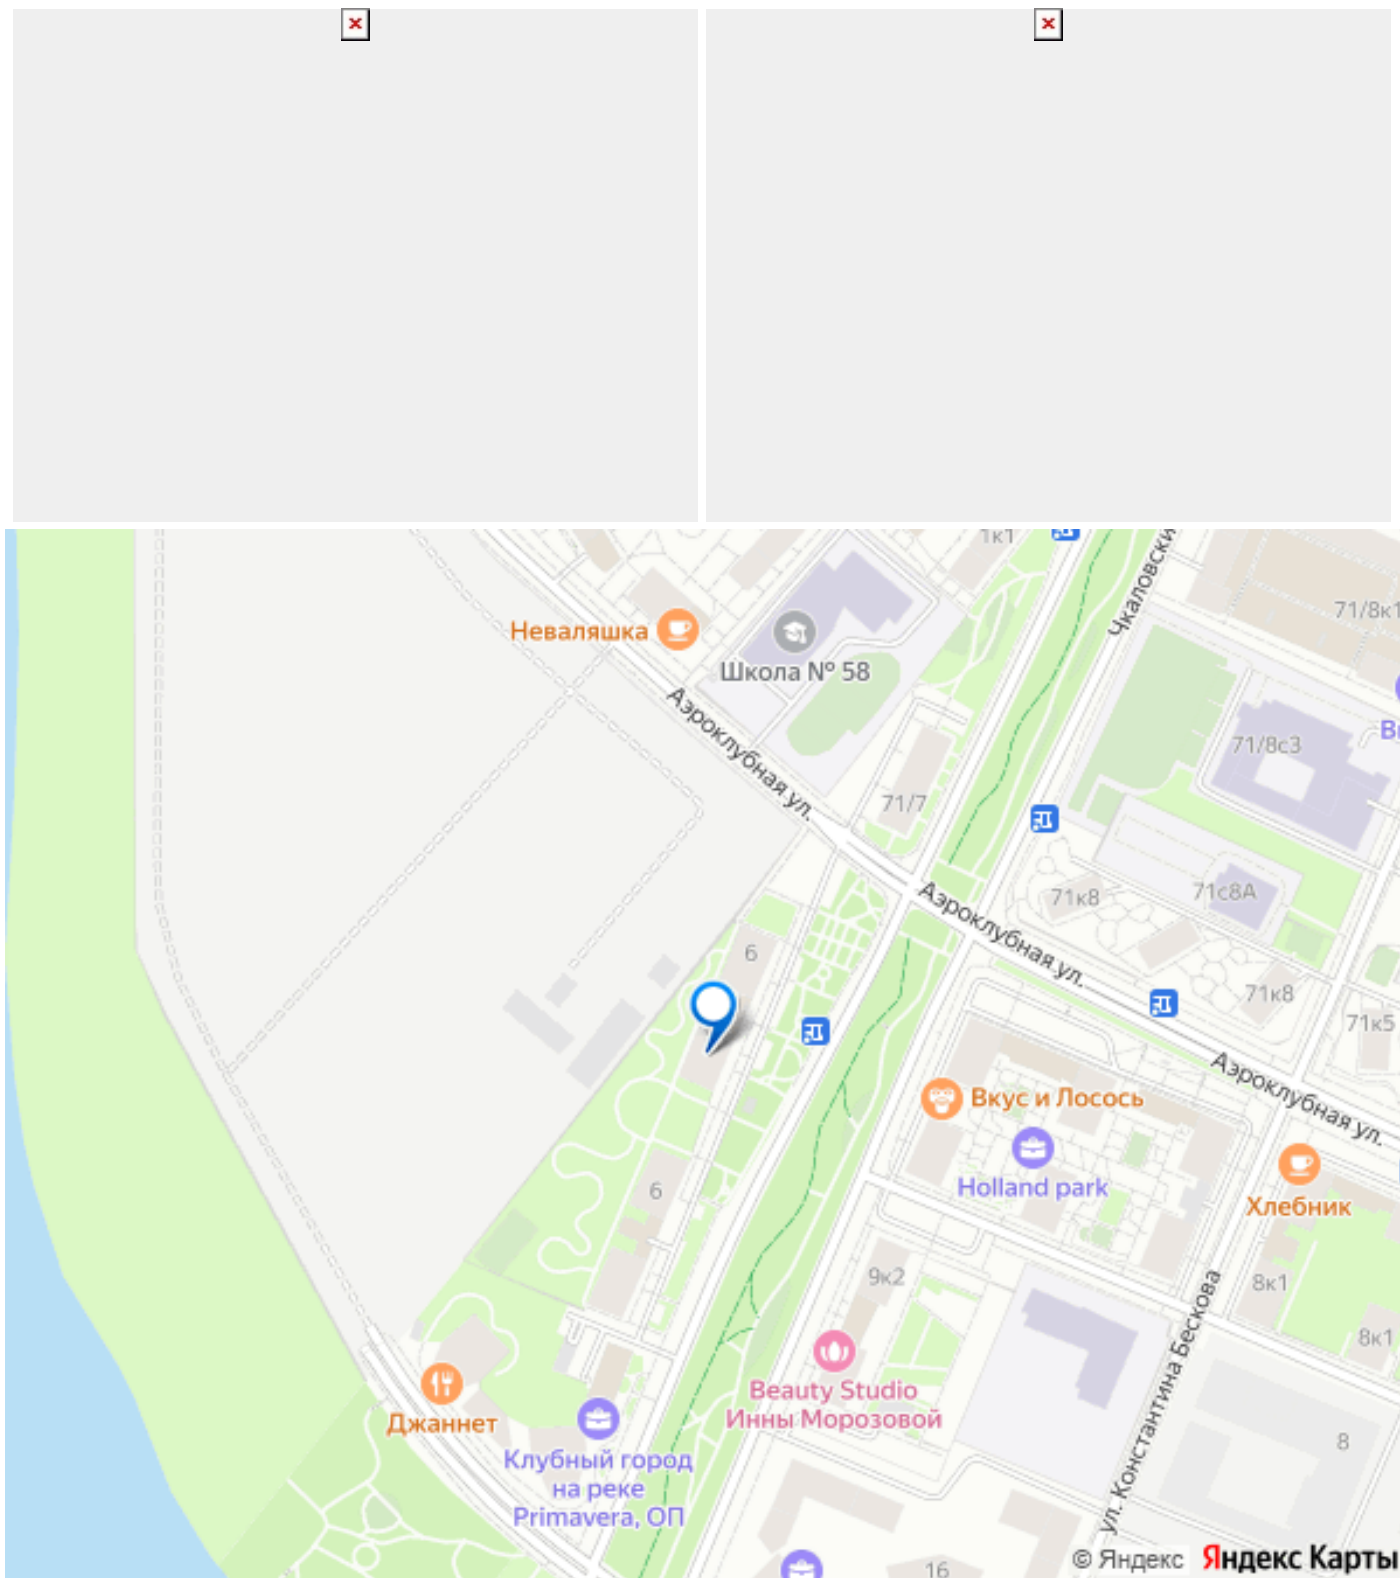 1к1
Чкаловски
71/8к1
Неваляшка
Школа № 58
Аэроклубная ул.
71/8с3
71/7
71к8
71с8А
Аэроклубная ул.
6
71к8
71к5
Аэроклубная ул.
Вкус и Лосось
Holland park
Хлебник
6
9к2
8к1
8к1
ул. Константина Бескова
Beauty Studio
Инны Морозовой
Джаннет
Клубный город
на реке
Primavera, ОП
8
16
© Яндекс Яндекс Карты